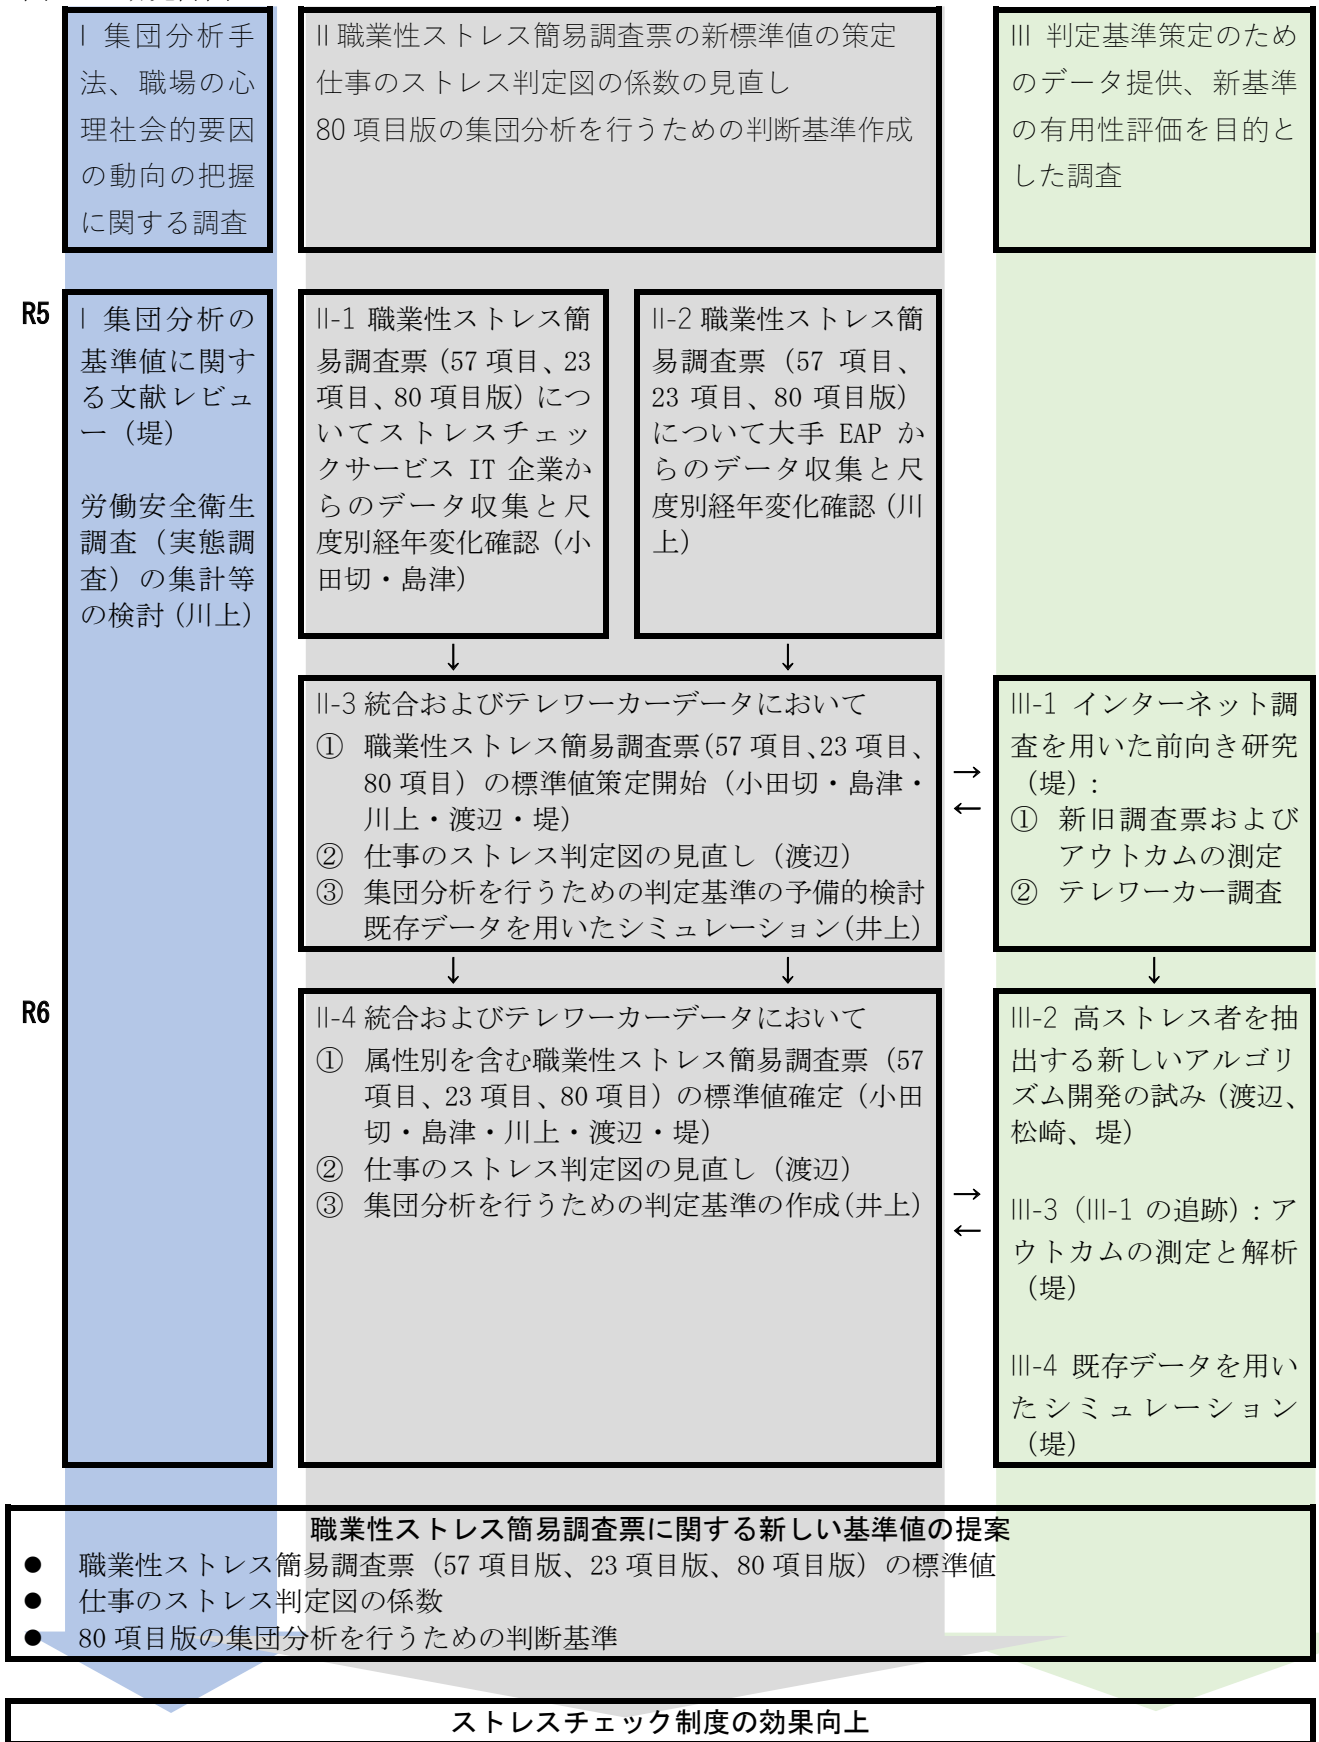 I 集団分析手
法、職場の心
理社会的要因
の動向の把握
に関する調査
II 職業性ストレス簡易調査票の新標準値の策定
仕事のストレス判定図の係数の見直し
80 項目版の集団分析を行うための判断基準作成
III 判定基準策定のため
のデータ提供、新基準
の有用性評価を目的と
した調査
R5
I 集団分析の
基準値に関す
る文献レビュ
ー（堤）
労働安全衛生
調査（実態調
査）の集計等
の検討（川上）
II-1 職業性ストレス簡
易調査票（57 項目、23
項目、80 項目版）につ
いてストレスチェッ
クサービス IT 企業か
らのデータ収集と尺
度別経年変化確認（小
田切・島津）
II-2 職業性ストレス簡
易調査票（57 項目、
23 項目、80 項目版）
について大手 EAP か
らのデータ収集と尺
度別経年変化確認（川
上）
↓ ↓
II-3 統合およびテレワーカーデータにおいて
① 職業性ストレス簡易調査票（57 項目、23 項目、
80 項目）の標準値策定開始（小田切・島津・
川上・渡辺・堤）
② 仕事のストレス判定図の見直し（渡辺）
③ 集団分析を行うための判定基準の予備的検討
既存データを用いたシミュレーション（井上）
→
←
III-1 インターネット調
査を用いた前向き研究
（堤）：
① 新旧調査票および
アウトカムの測定
② テレワーカー調査
↓ ↓ ↓
R6
II-4 統合およびテレワーカーデータにおいて
① 属性別を含む職業性ストレス簡易調査票（57
項目、23 項目、80 項目）の標準値確定（小田
切・島津・川上・渡辺・堤）
② 仕事のストレス判定図の見直し（渡辺）
③ 集団分析を行うための判定基準の作成（井上）
→
←
III-2 高ストレス者を抽
出する新しいアルゴリ
ズム開発の試み（渡辺、
松崎、堤）
III-3（III-1 の追跡）：ア
ウトカムの測定と解析
（堤）
III-4 既存データを用い
たシミュレーション
（堤）
職業性ストレス簡易調査票に関する新しい基準値の提案
● 職業性ストレス簡易調査票（57 項目版、23 項目版、80 項目版）の標準値
● 仕事のストレス判定図の係数
● 80 項目版の集団分析を行うための判断基準
ストレスチェック制度の効果向上